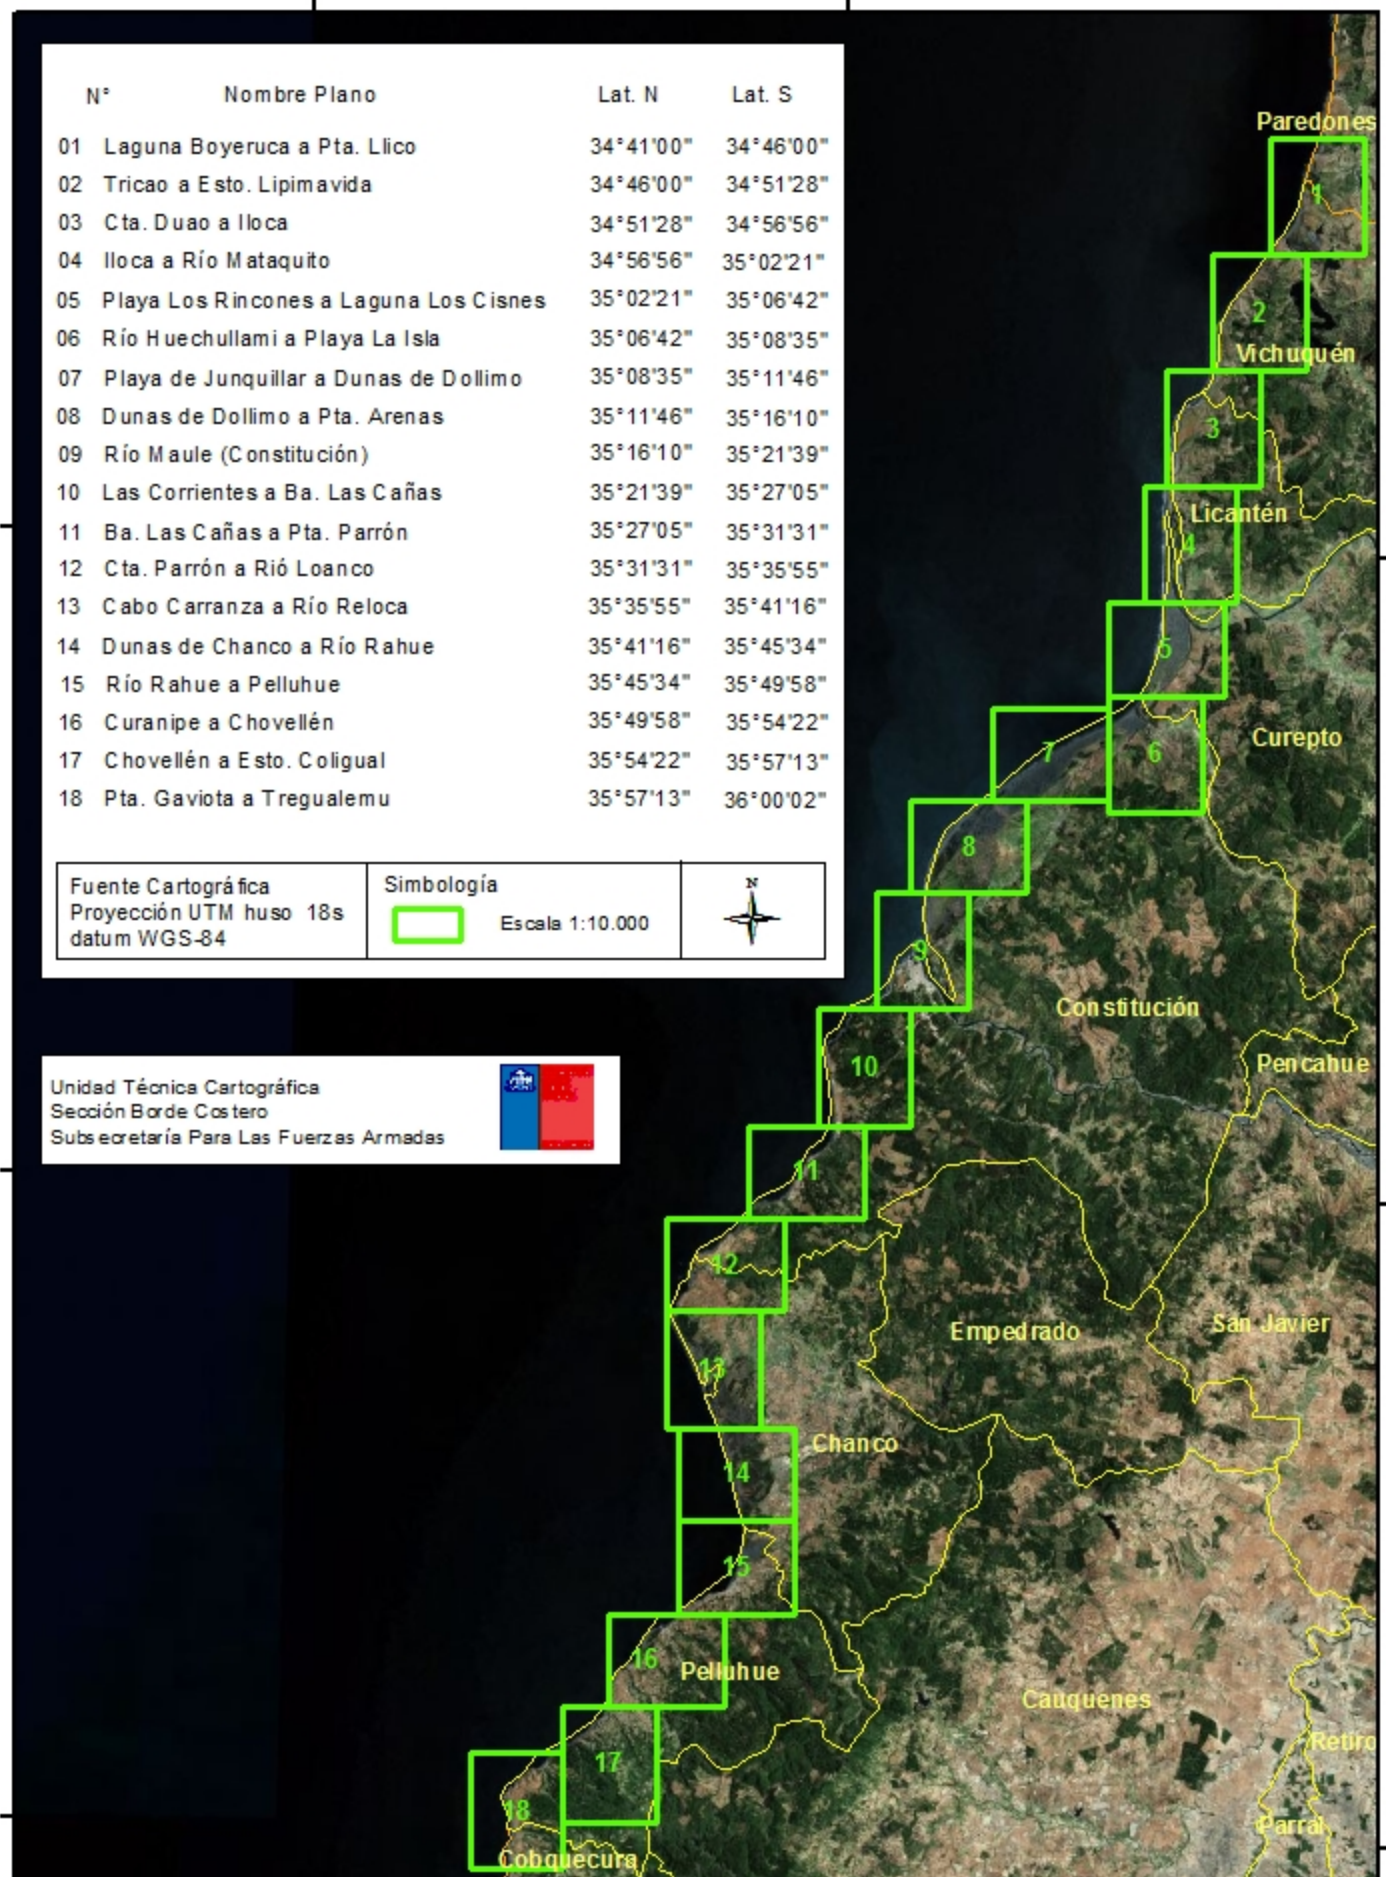 N° Nombre Plano Lat. N Lat. S
01 Laguna Boyeruca a Pta. Llico 34°41'00" 34°46'00"
02 Tricao a Esto. Lipimavida 34°46'00" 34°51'28"
03 Cta. Duao a Iloca 34°51'28" 34°56'56"
04 Iloca a Río Mataquito 34°56'56" 35°02'21"
05 Playa Los Rincones a Laguna Los Cisnes 35°02'21" 35°06'42"
06 Río Huechullami a Playa La Isla 35°06'42" 35°08'35"
07 Playa de Junquillar a Dunas de Dollimo 35°08'35" 35°11'46"
08 Dunas de Dollimo a Pta. Arenas 35°11'46" 35°16'10"
09 Río Maule (Constitución) 35°16'10" 35°21'39"
10 Las Corrientes a Ba. Las Cañas 35°21'39" 35°27'05"
11 Ba. Las Cañas a Pta. Parrón 35°27'05" 35°31'31"
12 Cta. Parrón a Rió Loanco 35°31'31" 35°35'55"
13 Cabo Carranza a Río Reloca 35°35'55" 35°41'16"
14 Dunas de Chanco a Río Rahue 35°41'16" 35°45'34"
15 Río Rahue a Pelluhue 35°45'34" 35°49'58"
16 Curanipe a Chovellén 35°49'58" 35°54'22"
17 Chovellén a Esto. Coligual 35°54'22" 35°57'13"
18 Pta. Gaviota a Tregualemu 35°57'13" 36°00'02"
Fuente Cartográfica
Proyección UTM huso 18s
datum WGS-84
Simbología
Escala 1:10.000
N
Unidad Técnica Cartográfica
Sección Borde Costero
Subsecretaría Para Las Fuerzas Armadas
Paredones
1
2
Vichuquén
3
Licantén
4
5
Curepto
7
6
8
9
Constitución
10
Pencahue
11
12
Empedrado
San Javier
13
Chanco
14
15
16
Pelluhue
Cauquenes
Retiro
17
18
Parral
Cobquecura